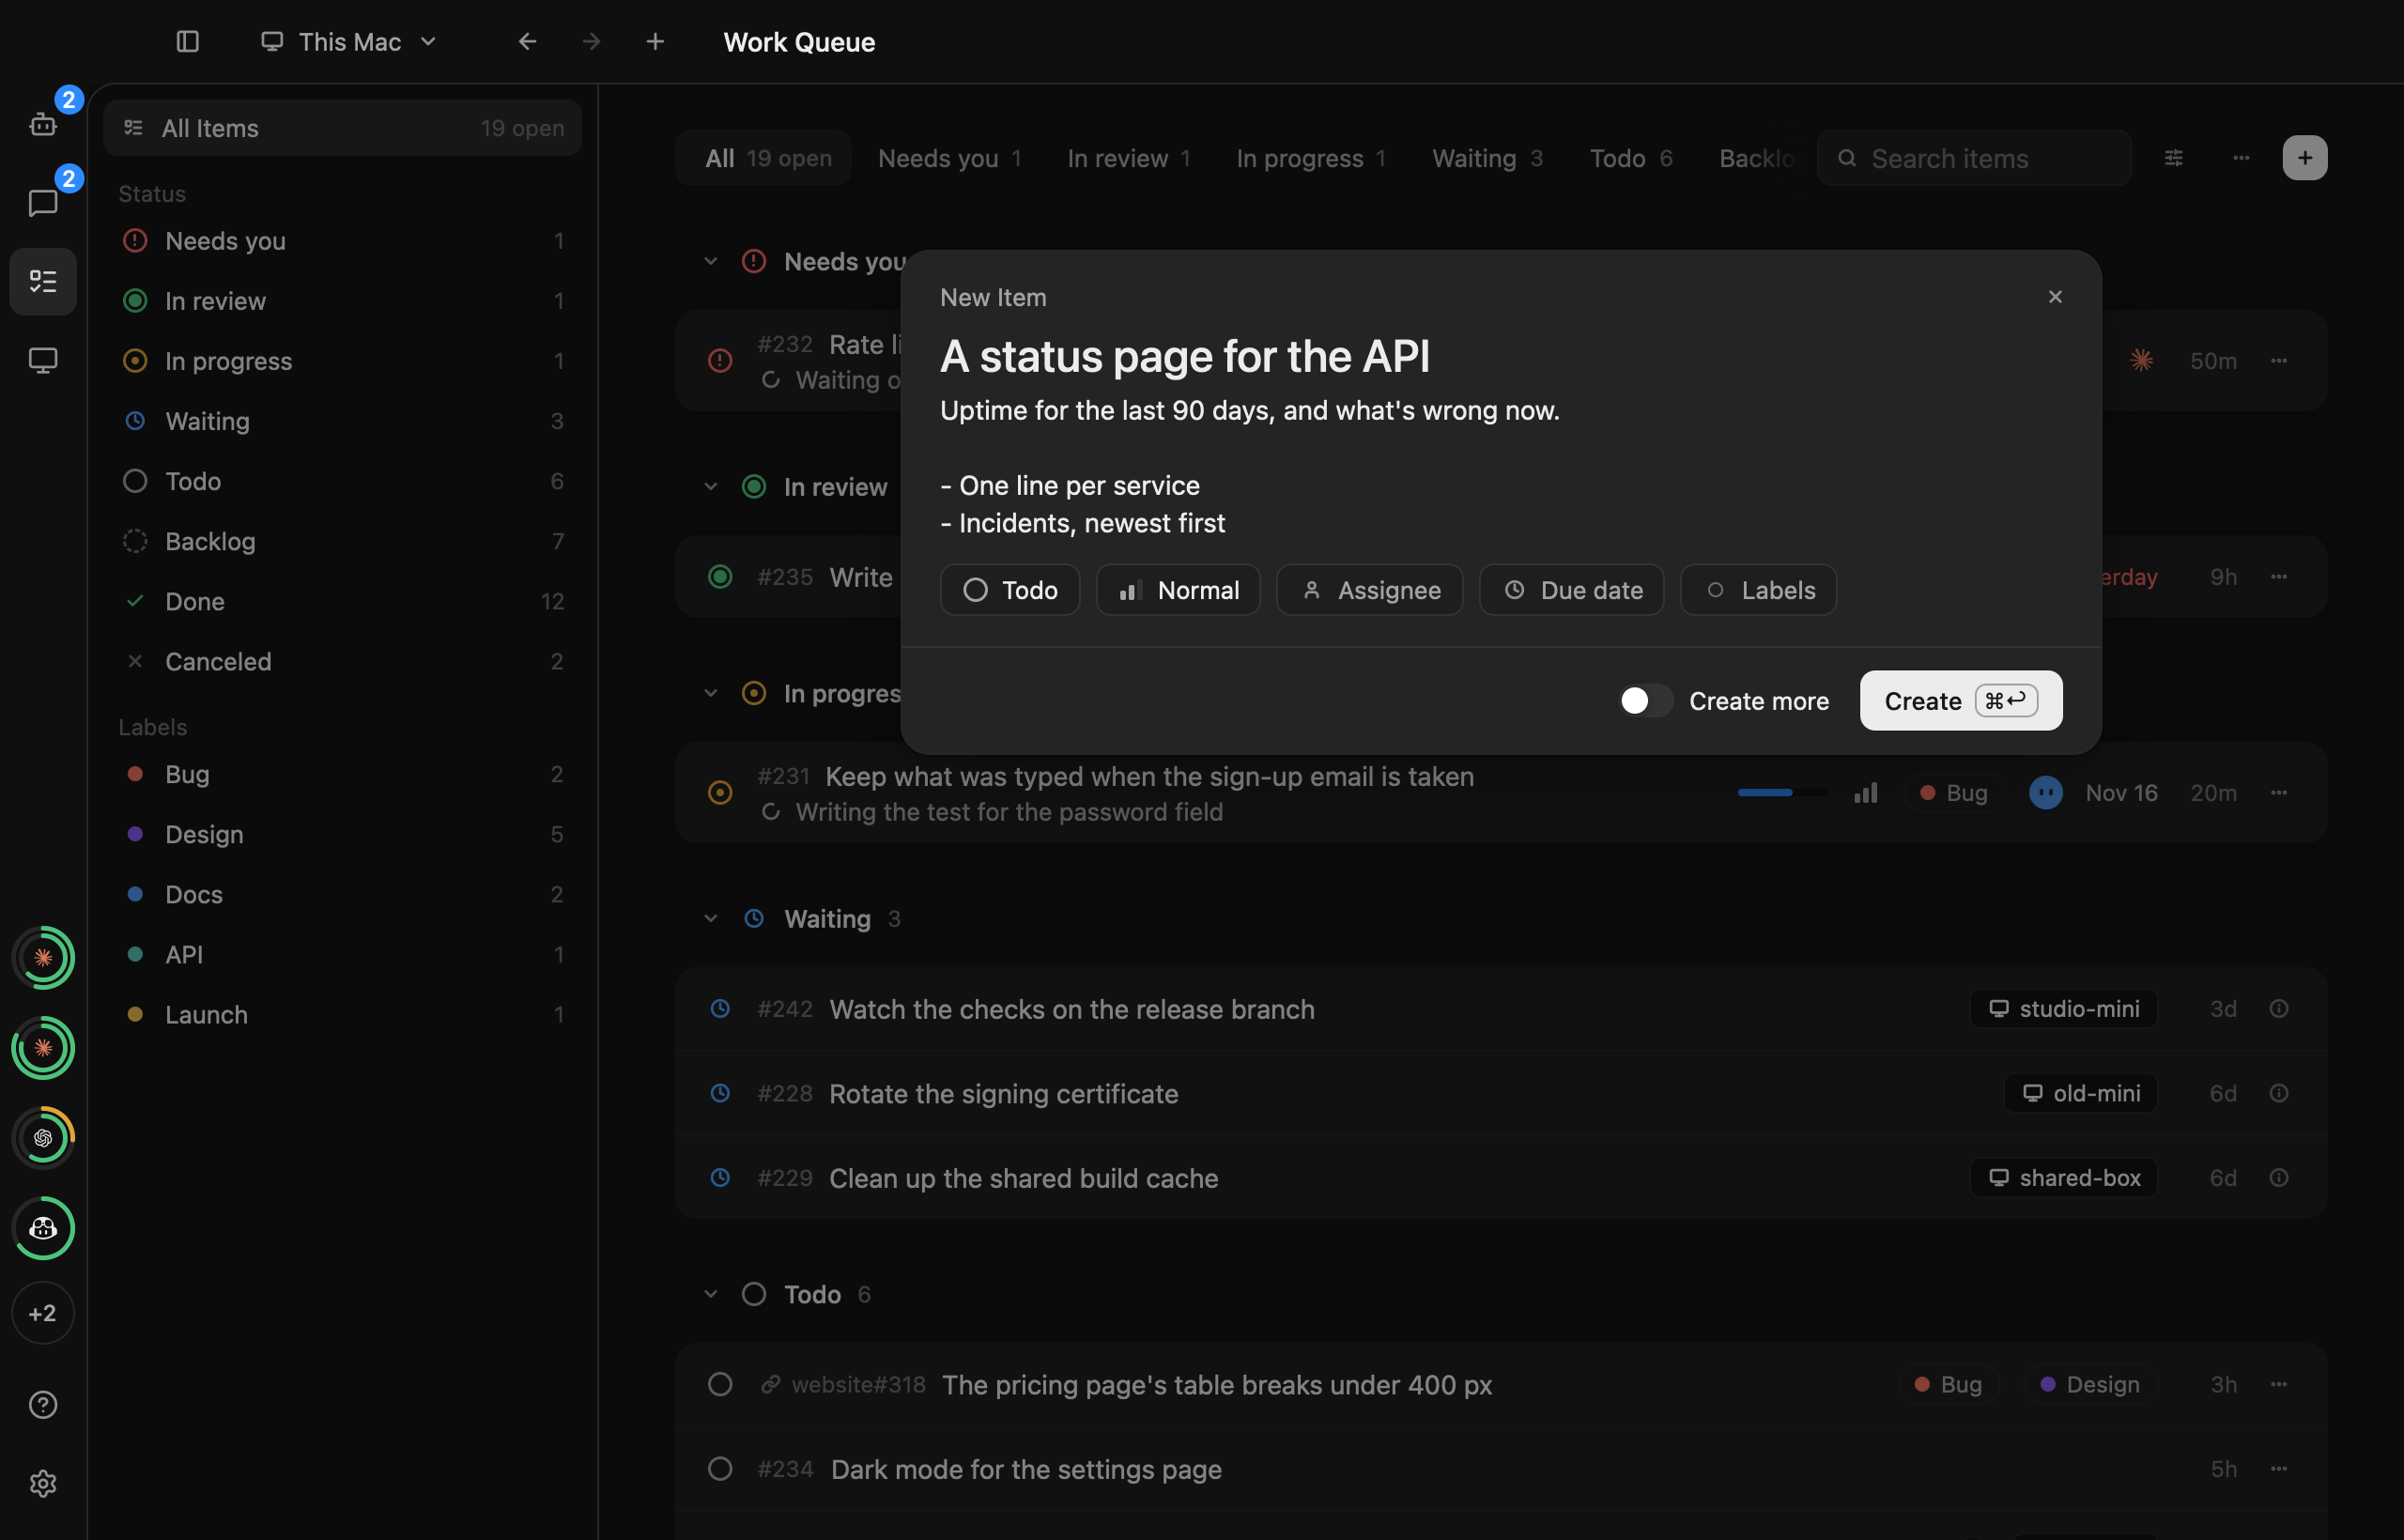 This Mac
Work Queue
2
2
All Items 19 open
Status
Needs you 1
In review 1
In progress 1
Waiting 3
Todo 6
Backlog 7
Done 12
Canceled 2
Labels
Bug 2
Design 5
Docs 2
API 1
Launch 1
+2
All 19 open Needs you 1 In review 1 In progress 1 Waiting 3 Todo 6 Search items
Needs you
#232 Rate
50m
Waiting
In review
#235 Write
9h
In
New Item
A status page for the API
Uptime for the last 90 days, and what's wrong now.
- One line per service
- Incidents, newest first
Todo Normal Assignee Due date Labels
Create more Create ⌘↩
#231 Keep what was typed when the sign-up email is taken
Writing the test for the password field
Bug Nov 16 20m
Waiting 3
#242 Watch the checks on the release branch studio-mini 3d
#228 Rotate the signing certificate old-mini 6d
#229 Clean up the shared build cache shared-box 6d
Todo 6
website#318 The pricing page's table breaks under 400 px Bug Design 3h
#234 Dark mode for the settings page 5h